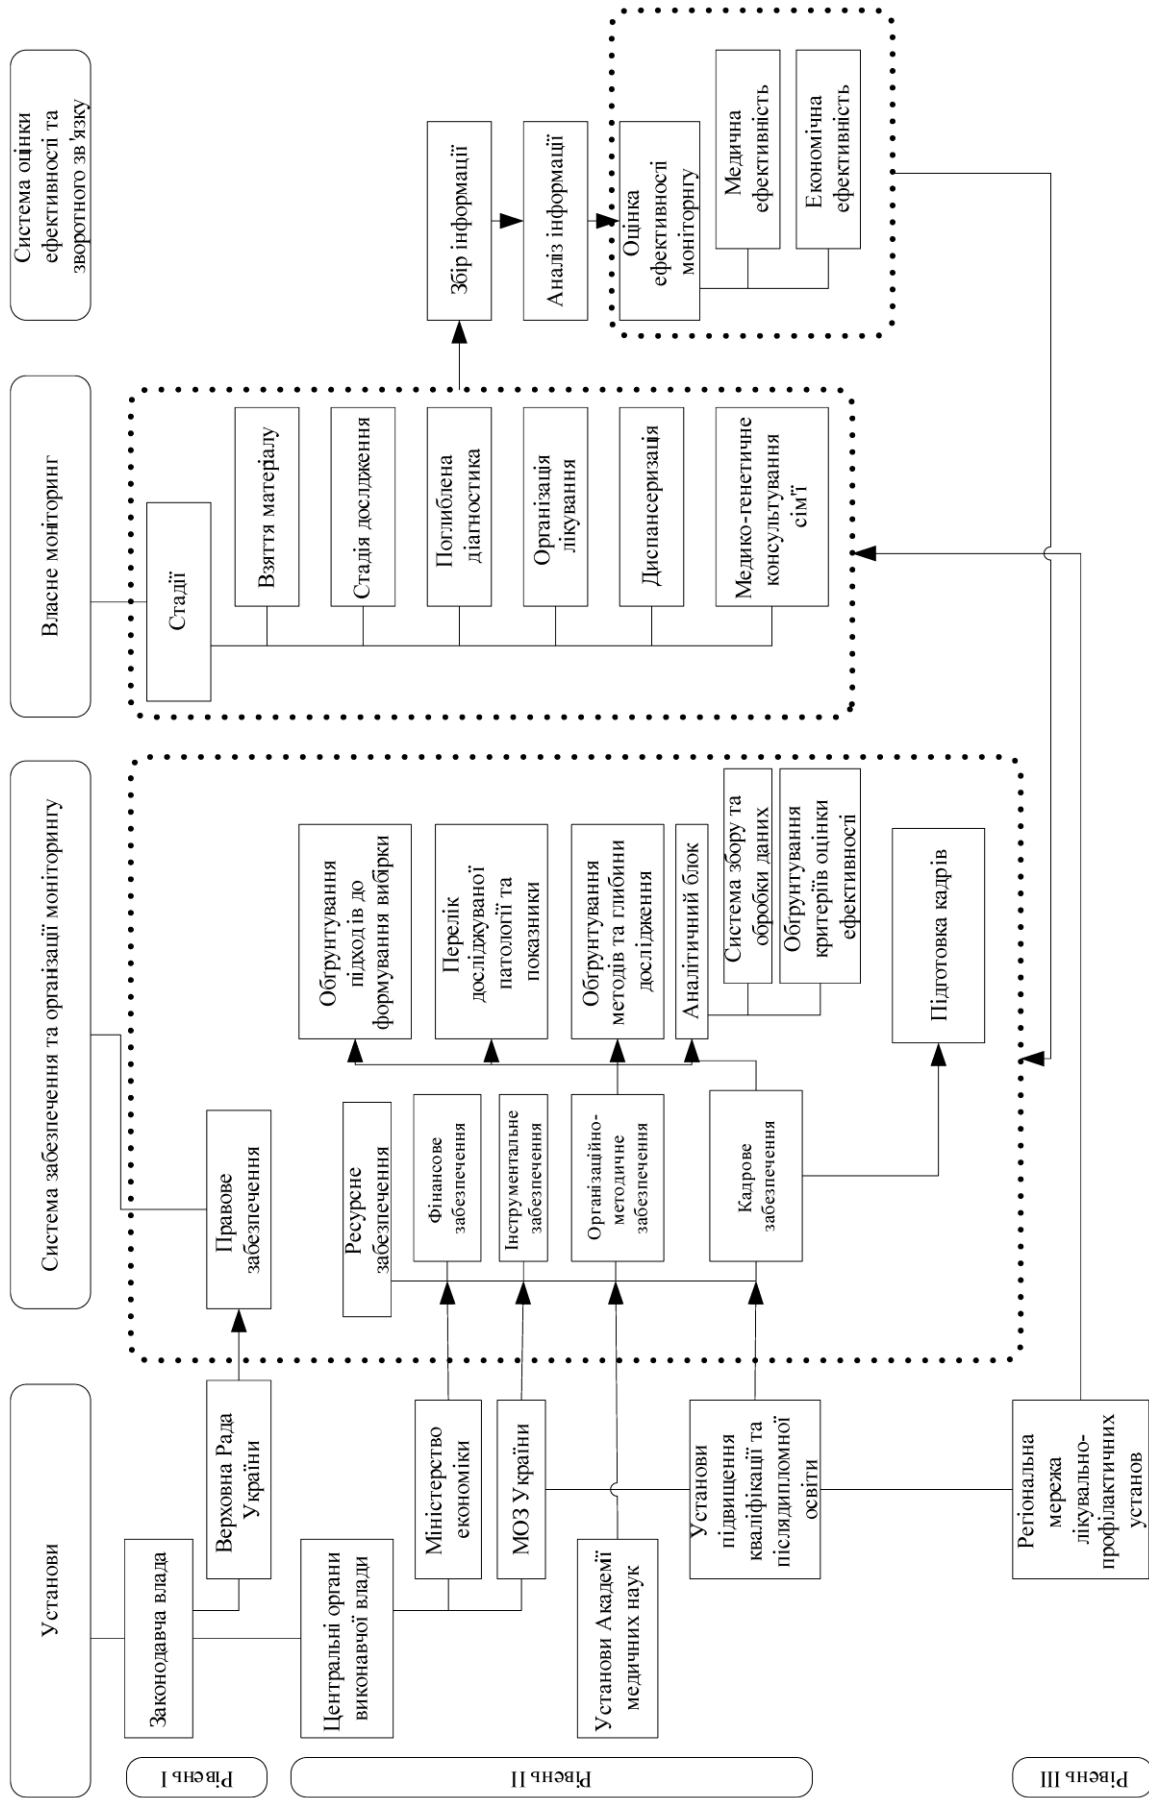 Установи
Система забезпечення та організації моніторингу
Власне моніторинг
Система оцінки
ефективності та
зворотного зв'язку
Рівень I
Рівень II
Рівень III
Законодавча влада
Верховна Рада
України
Центральні органи
виконавчої влади
Міністерство
економіки
МОЗ України
Установи Академії
медичних наук
Установи
підвищення
кваліфікації та
післядипломної
освіти
Регіональна
мережа
лікувально-
профілактичних
установ
Правове
забезпечення
Ресурсне
забезпечення
Фінансове
забезпечення
Інструментальне
забезпечення
Організаційно-
методичне
забезпечення
Кадрове
забезпечення
Обґрунтування
підходів до
формування вибірки
Перелік
досліджуваної
патології та
показники
Обґрунтування
методів та глибини
дослідження
Аналітичний блок
Система збору та
обробки даних
Обґрунтування
критеріїв оцінки
ефективності
Підготовка кадрів
Стадії
Взяття матеріалу
Стадія дослдження
Поглиблена
діагностика
Організація
лікування
Диспансеризація
Медико-генетичне
консультування
сім'ї
Збір інформації
Аналіз інформації
Оцінка
ефективності
моніторнгу
Медична
ефективність
Економічна
ефективність